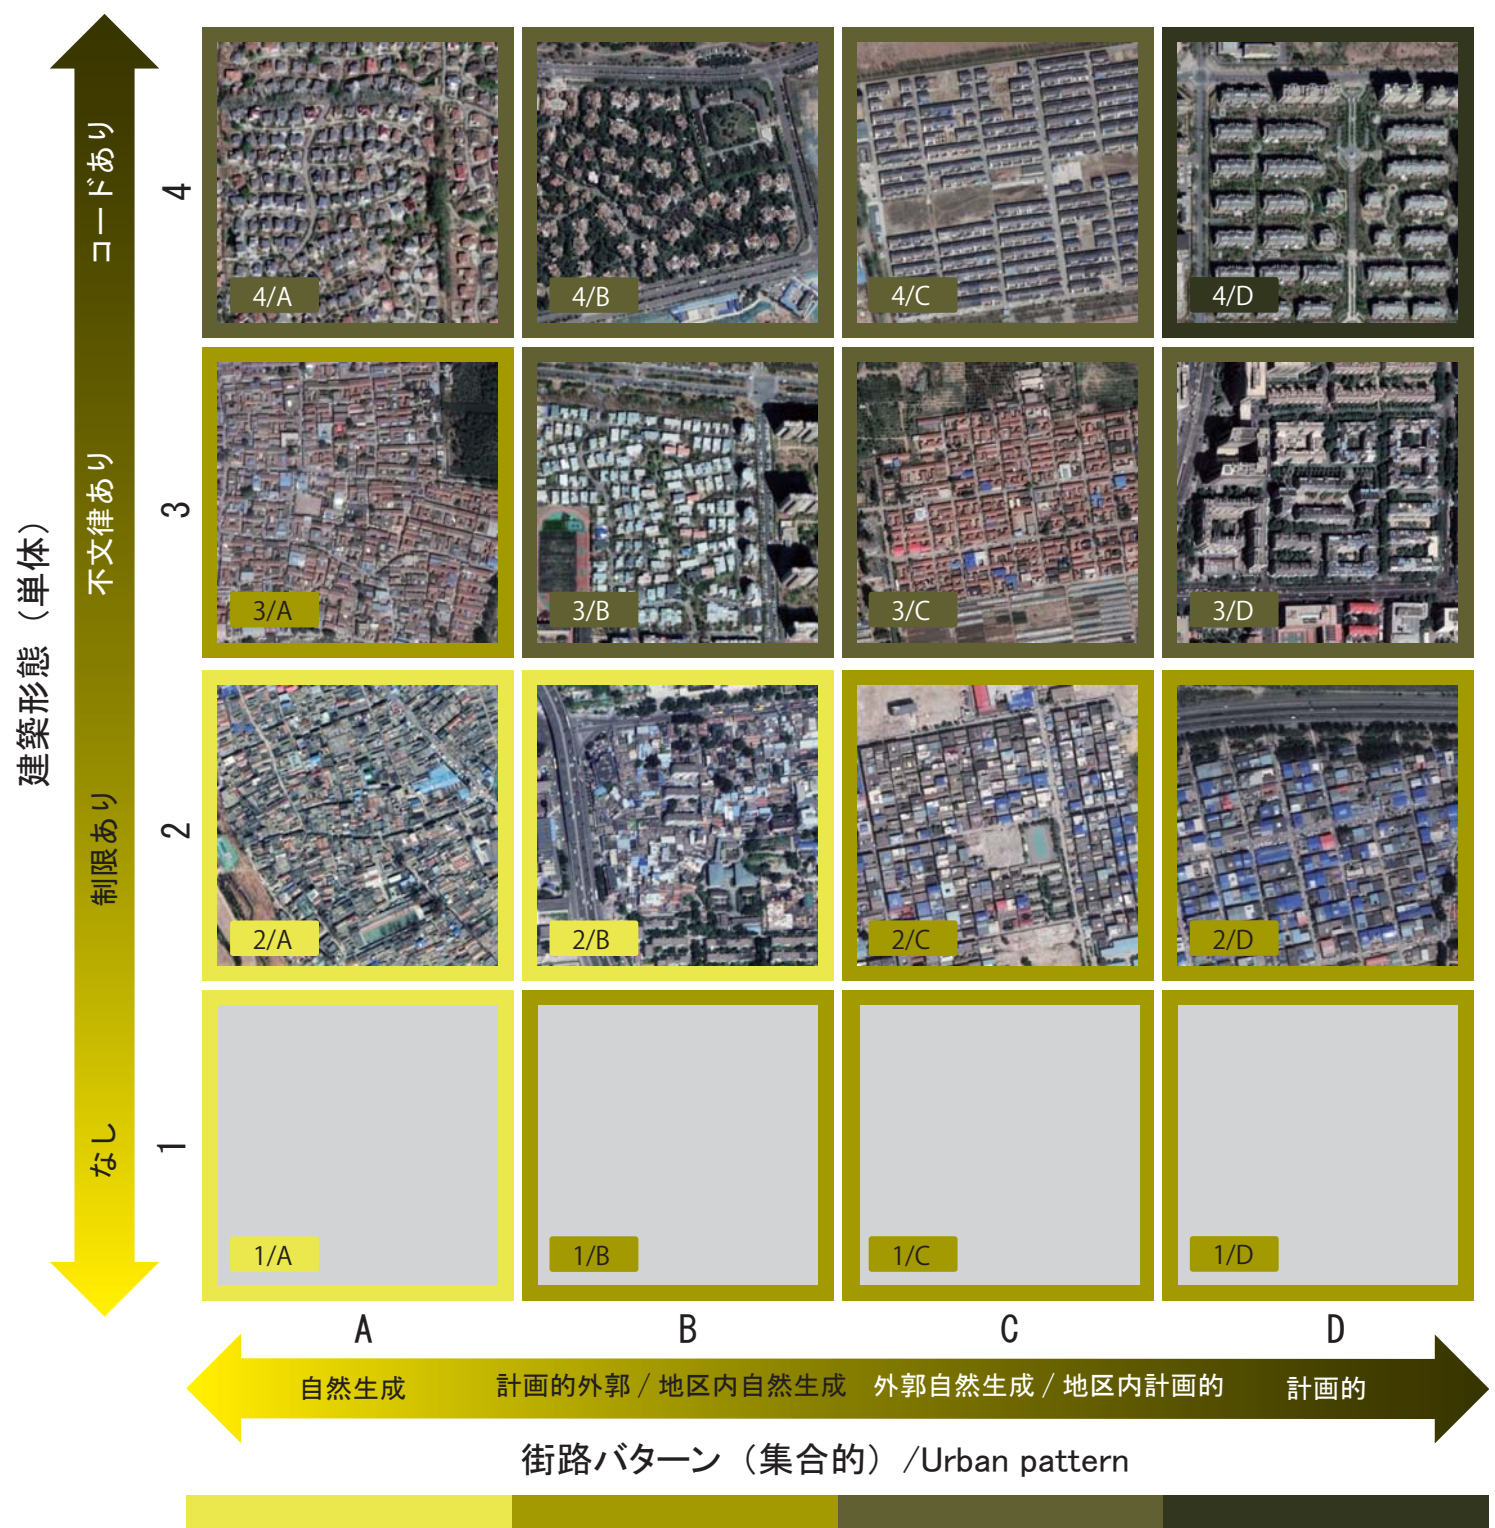 建築形態（単体）
コードあり
不文律あり
制限あり
なし
4
4/A
4/B
4/C
4/D
3
3/A
3/B
3/C
3/D
2
2/A
2/B
2/C
2/D
1
1/A
1/B
1/C
1/D
A
B
C
D
自然生成
計画的外郭 / 地区内自然生成
外郭自然生成 / 地区内計画的
計画的
街路バターン（集合的）/Urban pattern